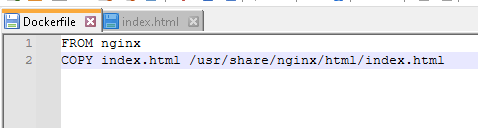 Dockerfile index.html
1 FROM nginx
2 COPY index.html /usr/share/nginx/html/index.html